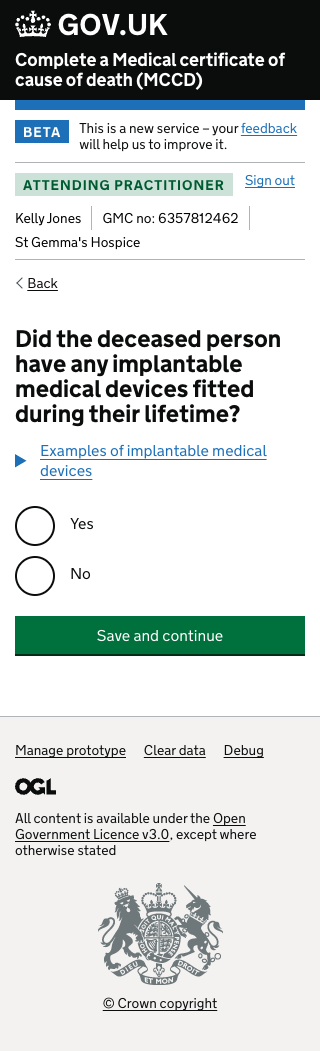 GOV.UK
Complete a Medical certificate of
cause of death (MCCD)
BETA
This is a new service – your feedback
will help us to improve it.
ATTENDING PRACTITIONER
Sign out
Kelly Jones
GMC no: 6357812462
St Gemma's Hospice
Back
Did the deceased person
have any implantable
medical devices fitted
during their lifetime?
Examples of implantable medical
devices
Yes
No
Save and continue
Manage prototype
Clear data
Debug
OGL
All content is available under the Open
Government Licence v3.0, except where
otherwise stated
DIEU ET MON DROIT
© Crown copyright